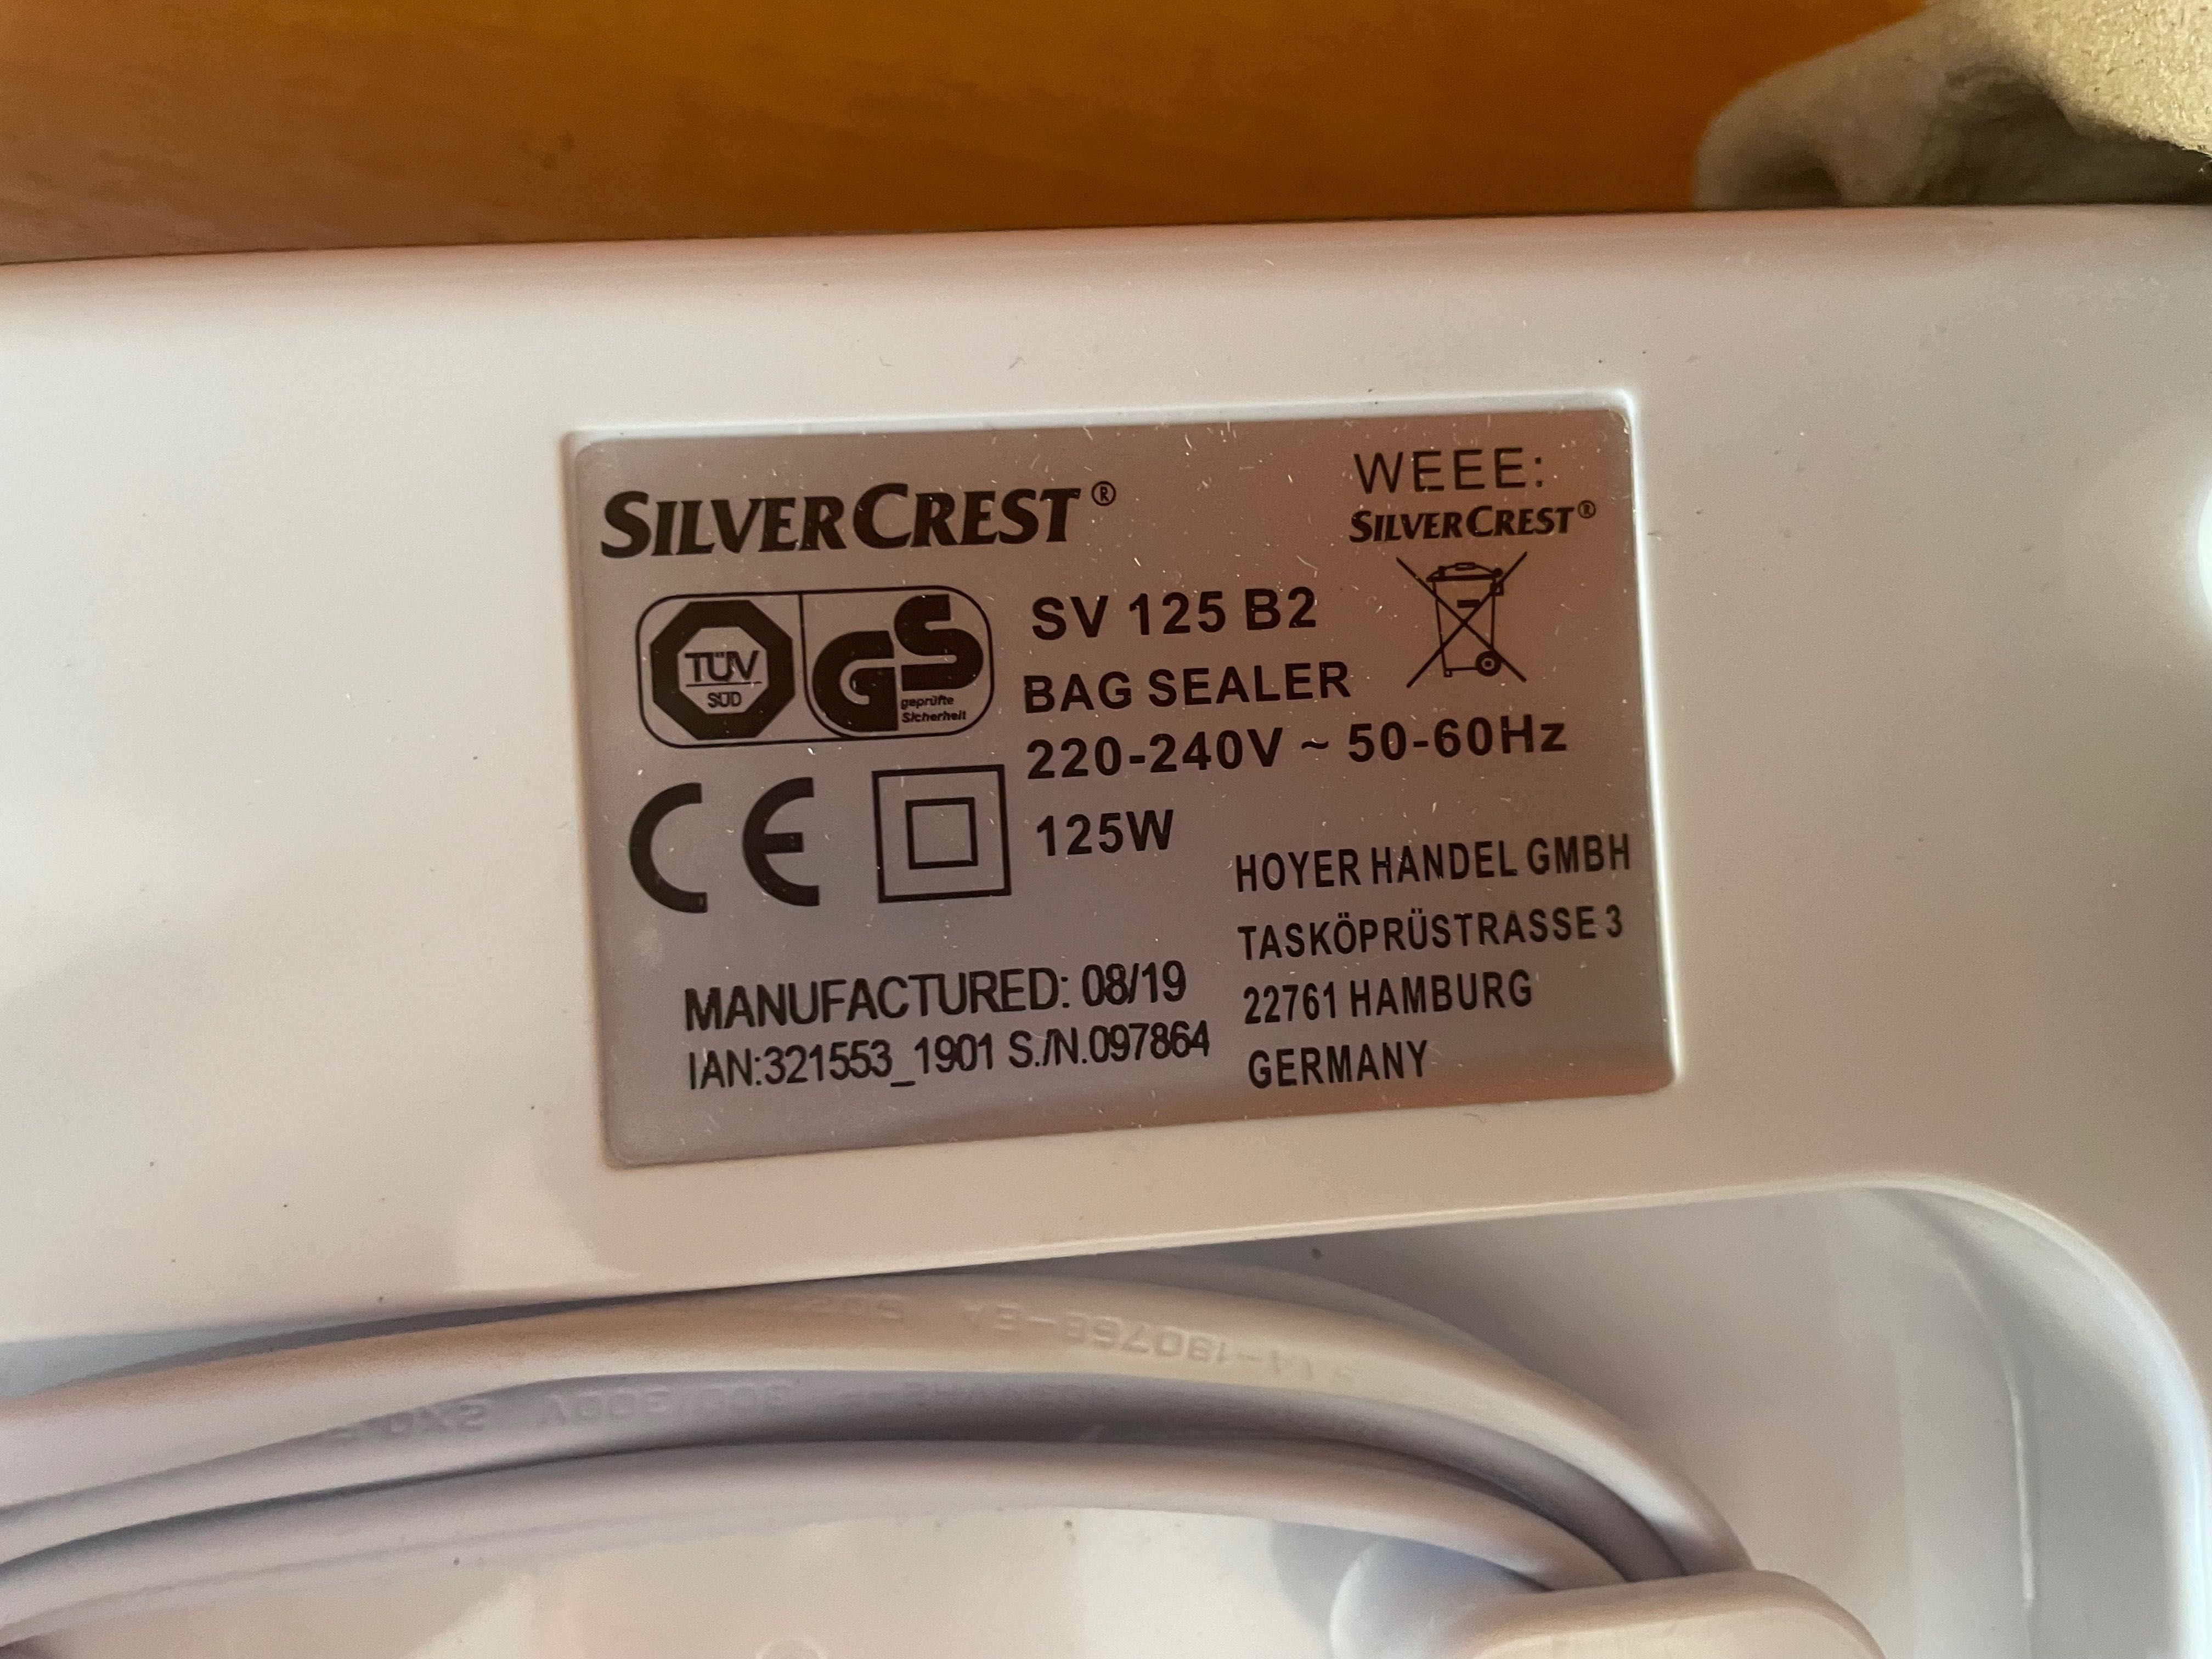 SILVERCREST®
WEEE:
SILVERCREST®
TÜV
SÜD
GS
geprüfte
Sicherheit
SV 125 B2
BAG SEALER
220-240V ~ 50-60Hz
CE
125W
HOYER HANDEL GMBH
TASKÖPRÜSTRASSE 3
22761 HAMBURG
GERMANY
MANUFACTURED: 08/19
IAN:321553_1901 S./N.097864